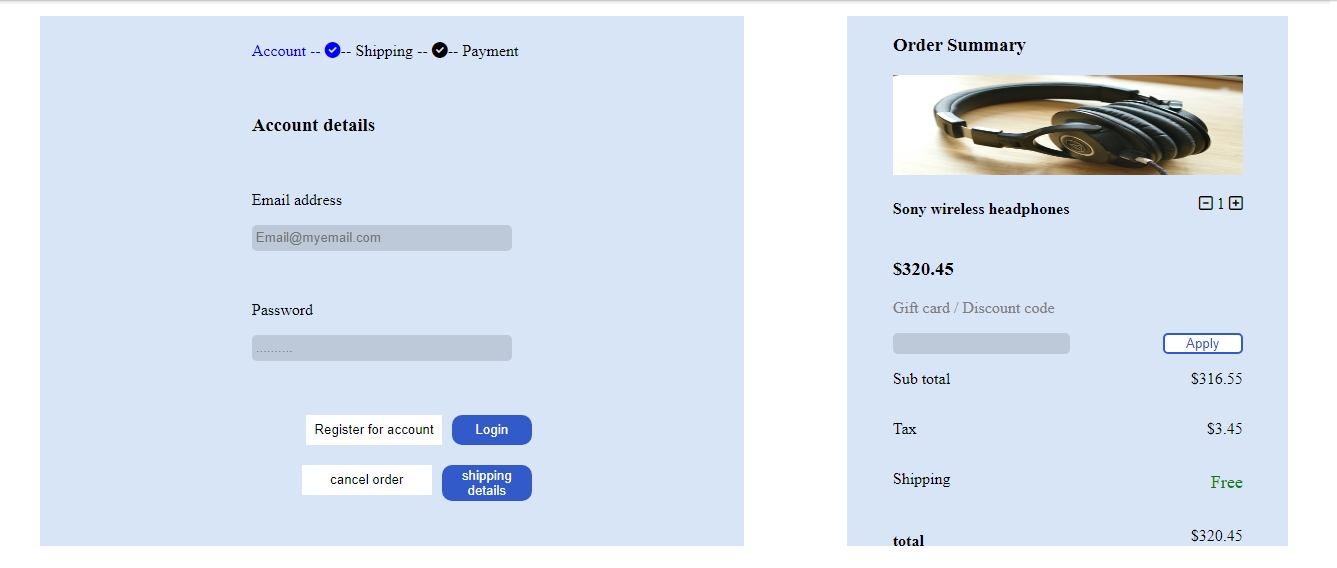 Account -- -- Shipping -- -- Payment
Account details
Email address
Email@myemail.com
Password
..........
Register for account
Login
cancel order
shipping
details
Order Summary
Sony wireless headphones
1
$320.45
Gift card / Discount code
Apply
Sub total $316.55
Tax $3.45
Shipping Free
total $320.45